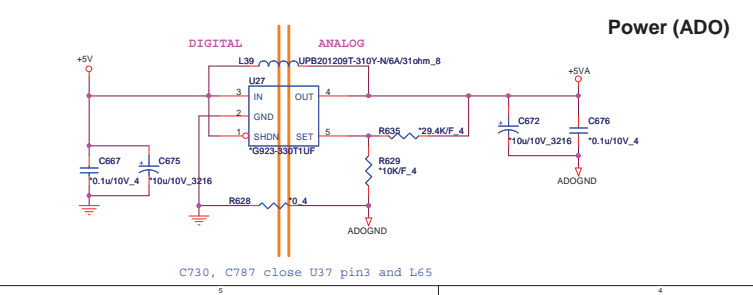 Power (ADO)
DIGITAL ANALOG
+5V
L39 UPB201209T-310Y-N/6A/31ohm_8
+5VA
U27
3 IN OUT 4
2 GND
1 SHDN SET 5
*G923-330T1UF
R635 *29.4K/F_4
C672
*10u/10V_3216
C676
*0.1u/10V_4
C667
*0.1u/10V_4
C675
*10u/10V_3216
R629
*10K/F_4
R628 *0_4
ADOGND
ADOGND
C730, C787 close U37 pin3 and L65
5 4